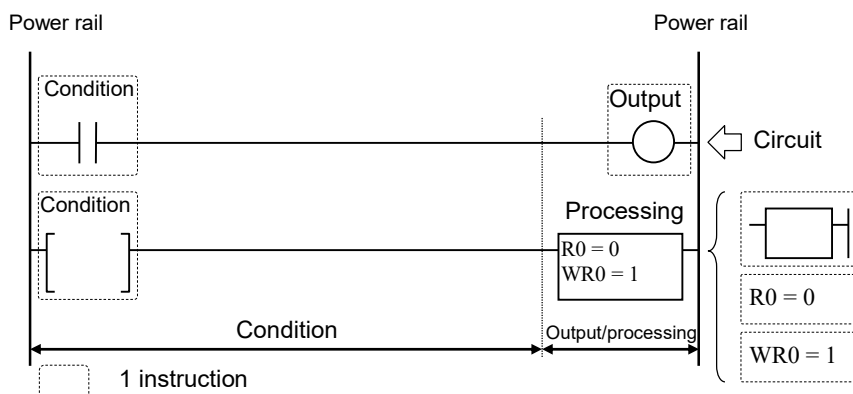 Power rail
Power rail
Condition
Output
Circuit
Condition
Processing
R0 = 0
WR0 = 1
R0 = 0
WR0 = 1
Condition
Output/processing
1 instruction